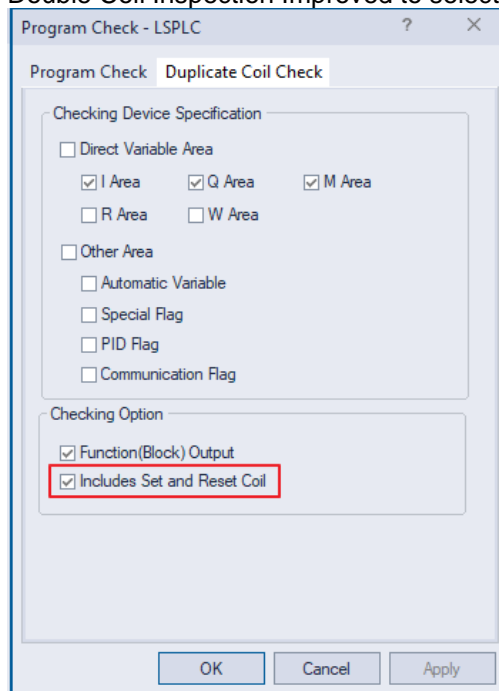 Double Coil Inspection Improved to select
Program Check - LSPLC ? ×
Program Check Duplicate Coil Check
Checking Device Specification
Direct Variable Area
I Area Q Area M Area
R Area W Area
Other Area
Automatic Variable
Special Flag
PID Flag
Communication Flag
Checking Option
Function(Block) Output
Includes Set and Reset Coil
OK Cancel Apply